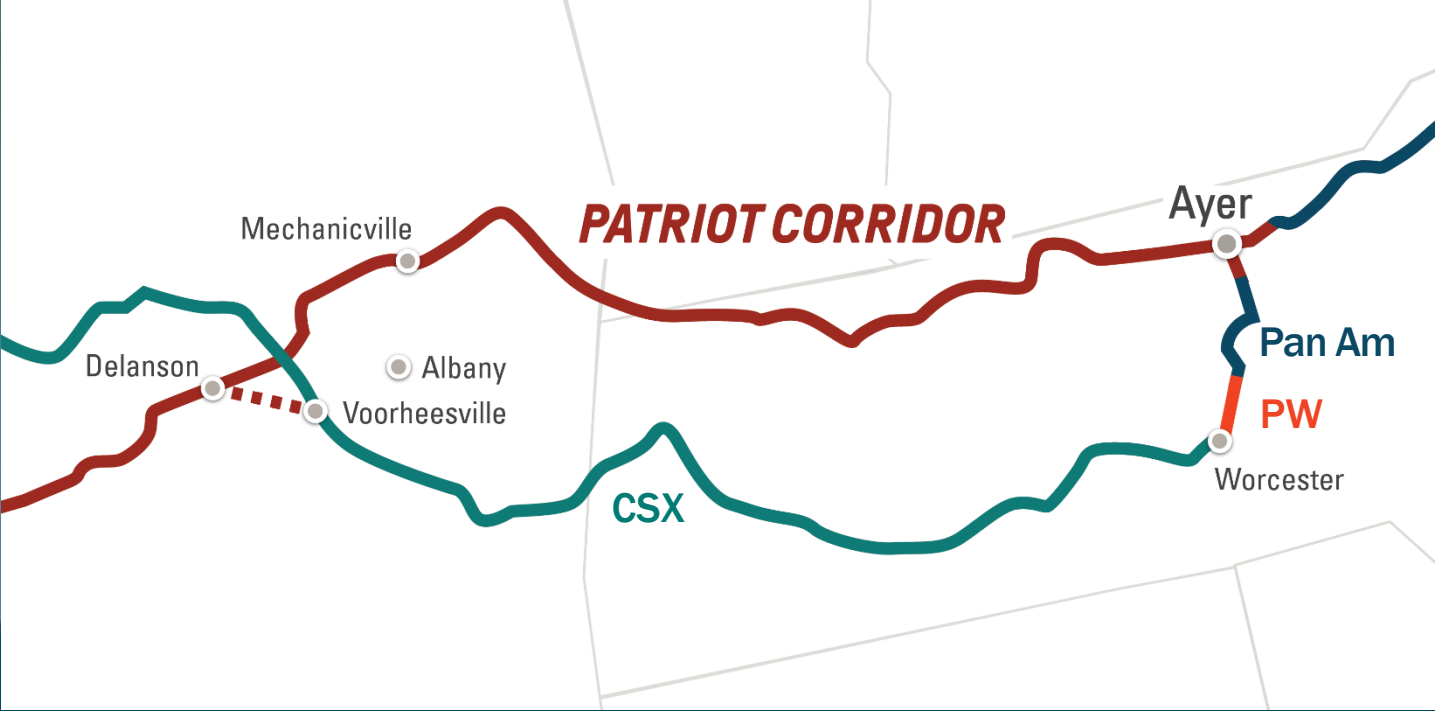 Ayer
Mechanicville
PATRIOT CORRIDOR
Pan Am
Delanson
Albany
Voorheesville
PW
Worcester
CSX